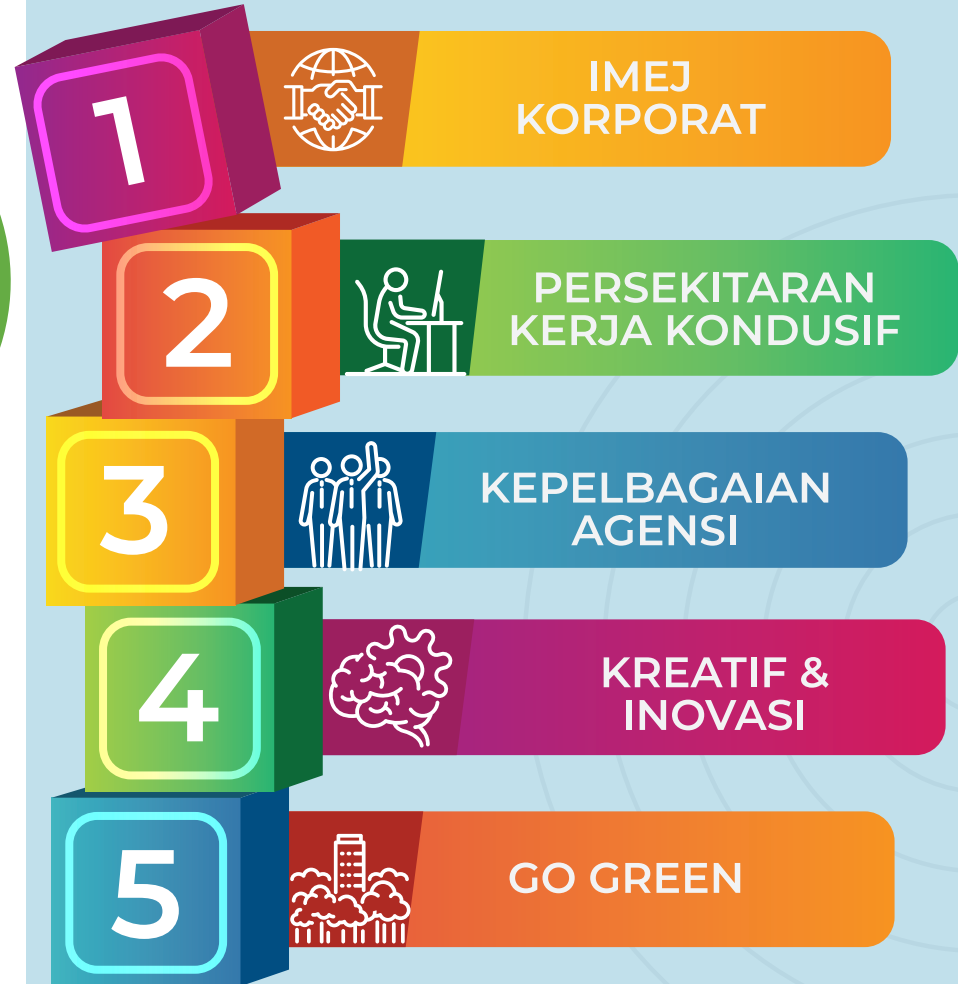 1
IMEJ
KORPORAT
2
PERSEKITARAN
KERJA KONDUSIF
3
KEPELBAGAIAN
AGENSI
4
KREATIF &
INOVASI
5
GO GREEN